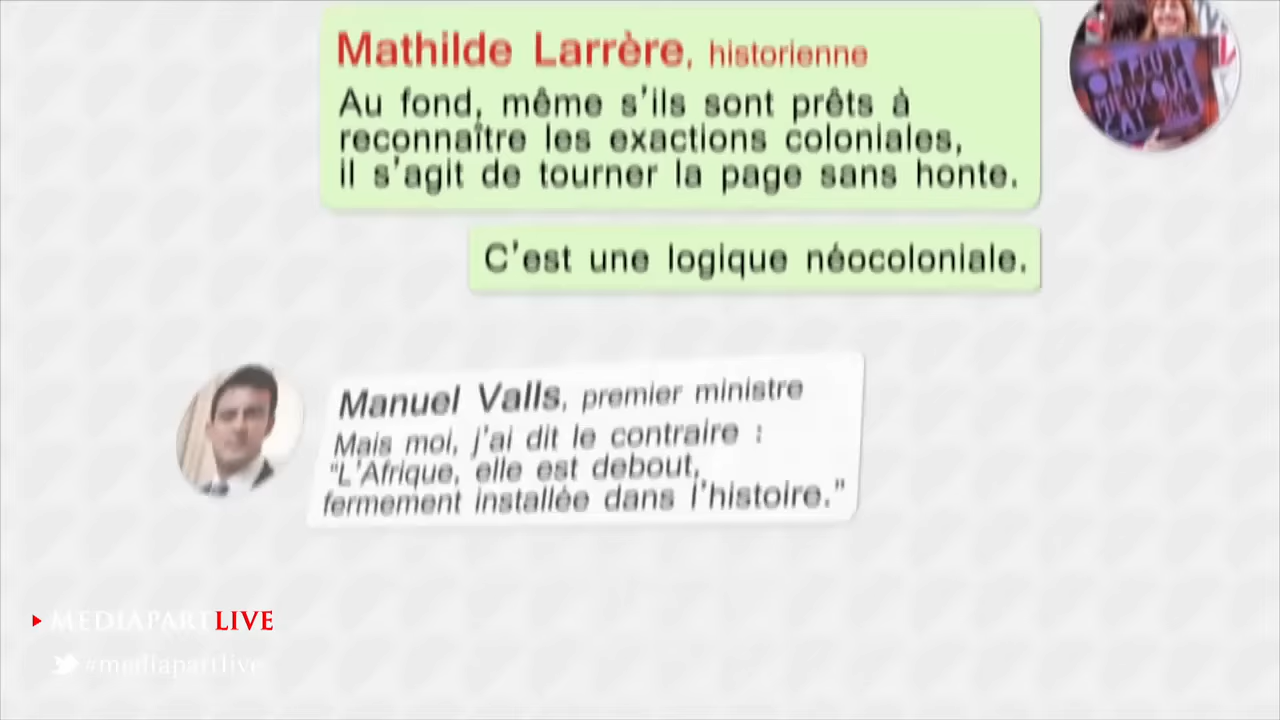 Mathilde Larrère, historienne
Au fond, même s'ils sont prêts à
reconnaître les exactions coloniales,
il s'agit de tourner la page sans honte.
C'est une logique néocoloniale.
Manuel Valls, premier ministre
Mais moi, j'ai dit le contraire :
"L'Afrique, elle est debout,
fermement installée dans l'histoire."
MEDIAPARTLIVE
#mediapartlive